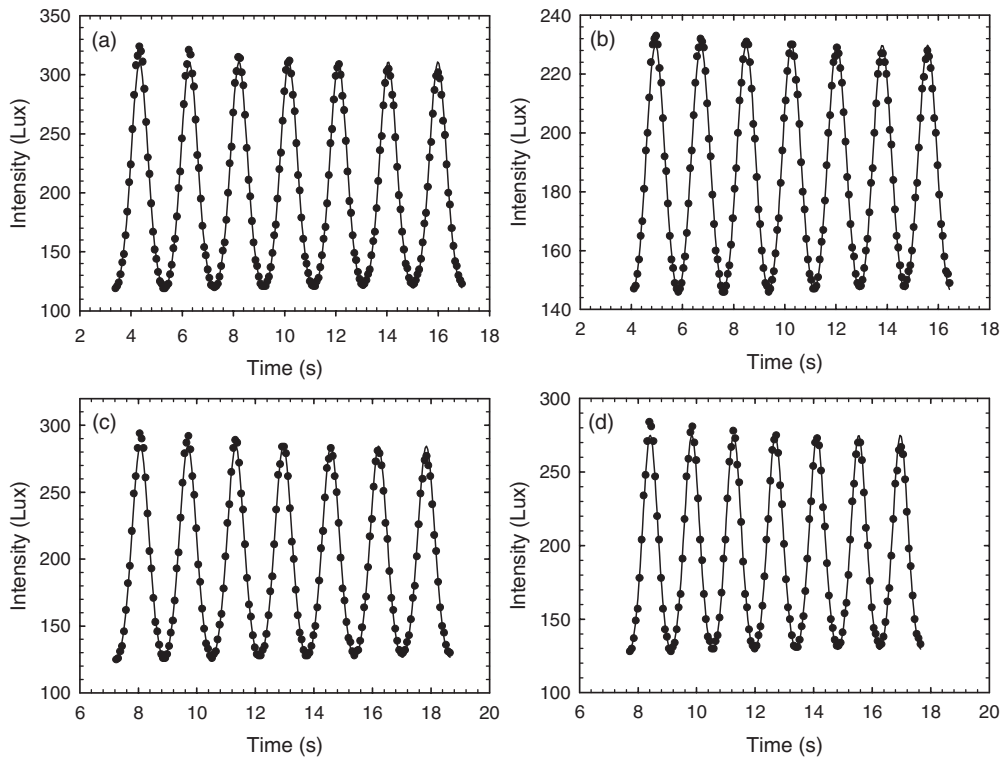 (a)
350
300
250
200
150
100
Intensity (Lux)
2 4 6 8 10 12 14 16 18
Time (s)
(b)
240
220
200
180
160
140
Intensity (Lux)
2 4 6 8 10 12 14 16 18
Time (s)
(c)
300
250
200
150
100
Intensity (Lux)
6 8 10 12 14 16 18 20
Time (s)
(d)
300
250
200
150
100
Intensity (Lux)
6 8 10 12 14 16 18 20
Time (s)